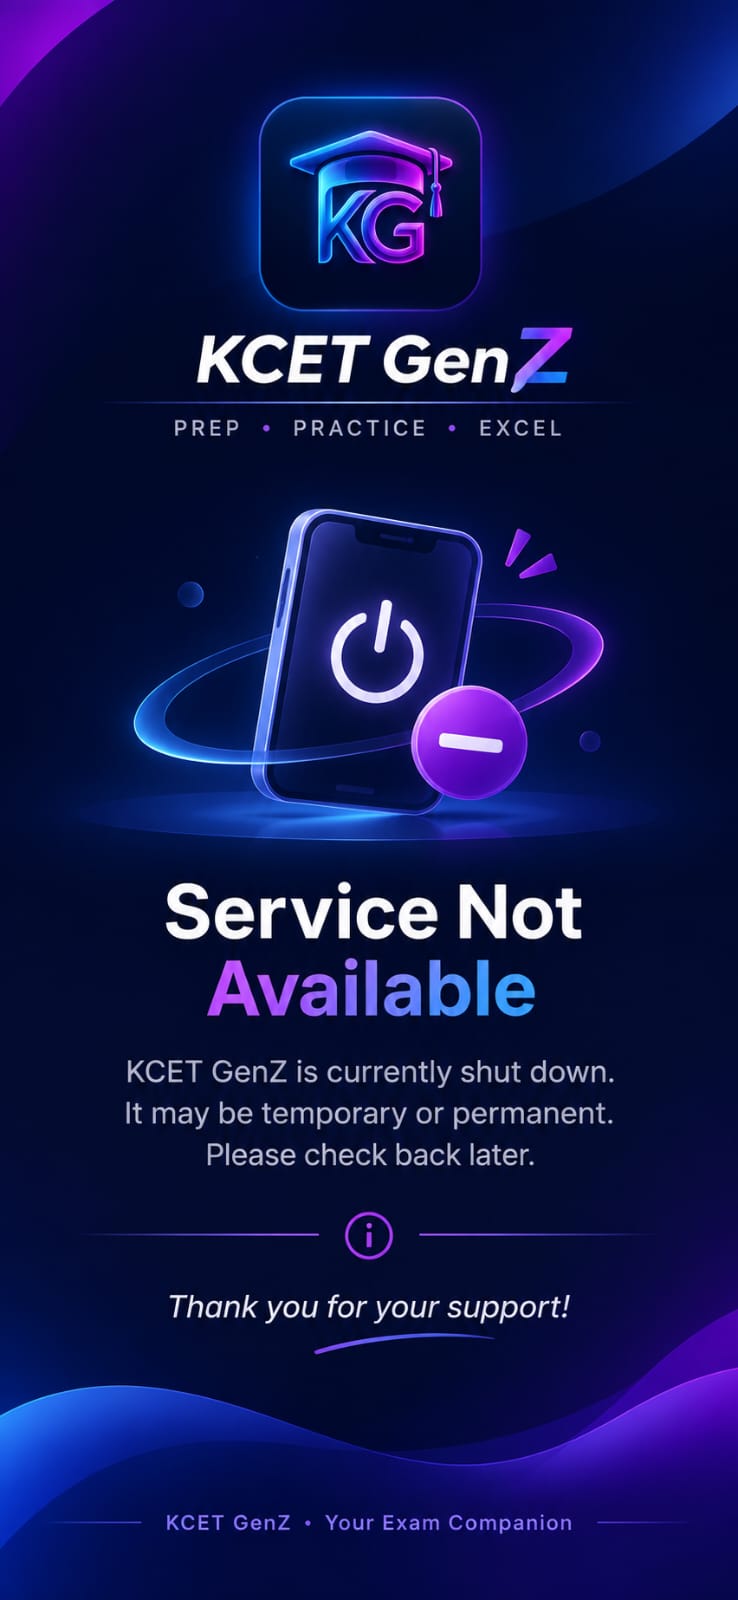 KG
KCET GenZ
PREP • PRACTICE • EXCEL
Service Not
Available
KCET GenZ is currently shut down.
It may be temporary or permanent.
Please check back later.
i
Thank you for your support!
KCET GenZ • Your Exam Companion